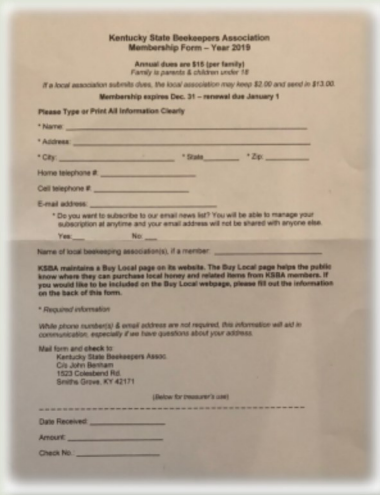 Kentucky State Beekeepers Association
Membership Form – Year 2019
Annual dues are $15 (per family)
Family is parents & children under 18
If a local association submits dues, the local association may keep $2.00 and send in $13.00.
Membership expires Dec. 31 – renewal due January 1
Please Type or Print All Information Clearly
* Name:
* Address:
* City: * State * Zip:
Home telephone #:
Cell telephone #:
E-mail address:
* Do you want to subscribe to our email news list? You will be able to manage your
subscription at anytime and your email address will not be shared with anyone else.
Yes: No:
Name of local beekeeping association(s), if a member:
KSBA maintains a Buy Local page on its website. The Buy Local page helps the public
know where they can purchase local honey and related items from KSBA members. If
you would like to be included on the Buy Local webpage, please fill out the information
on the back of this form.
* Required information
While phone number(s) & email address are not required, this information will aid in
communication, especially if we have questions about your address.
Mail form and check to:
Kentucky State Beekeepers Assoc.
C/o John Benham
1523 Colesbend Rd.
Smiths Grove, KY 42171
(Below for treasurer's use)
Date Received:
Amount:
Check No.: